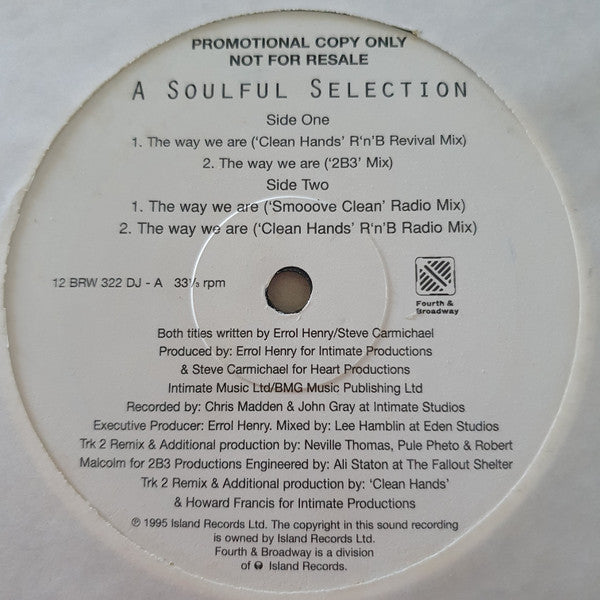 PROMOTIONAL COPY ONLY
NOT FOR RESALE
A SOULFUL SELECTION
Side One
1. The way we are (‘Clean Hands’ R‘n’B Revival Mix)
2. The way we are (‘2B3’ Mix)
Side Two
1. The way we are (‘Smooove Clean’ Radio Mix)
2. The way we are (‘Clean Hands’ R‘n’B Radio Mix)
12 BRW 322 DJ - A 33⅓ rpm
Fourth &
Broadway
Both titles written by Errol Henry/Steve Carmichael
Produced by: Errol Henry for Intimate Productions
& Steve Carmichael for Heart Productions
Intimate Music Ltd/BMG Music Publishing Ltd
Recorded by: Chris Madden & John Gray at Intimate Studios
Executive Producer: Errol Henry. Mixed by: Lee Hamblin at Eden Studios
Trk 2 Remix & Additional production by: Neville Thomas, Pule Pheto & Robert
Malcolm for 2B3 Productions Engineered by: Ali Staton at The Fallout Shelter
Trk 2 Remix & Additional production by: ‘Clean Hands’
& Howard Francis for Intimate Productions
℗ 1995 Island Records Ltd. The copyright in this sound recording
is owned by Island Records Ltd.
Fourth & Broadway is a division
of Island Records.